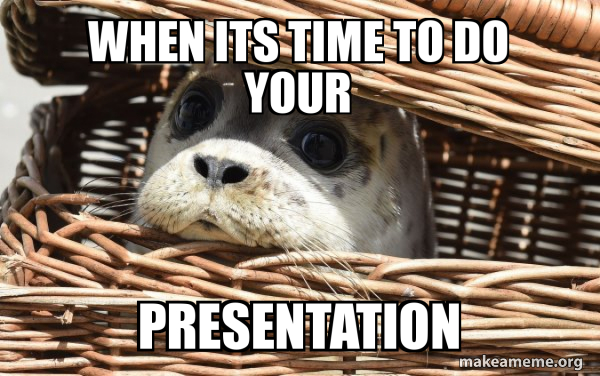 WHEN ITS TIME TO DO
YOUR
PRESENTATION
makeameme.org